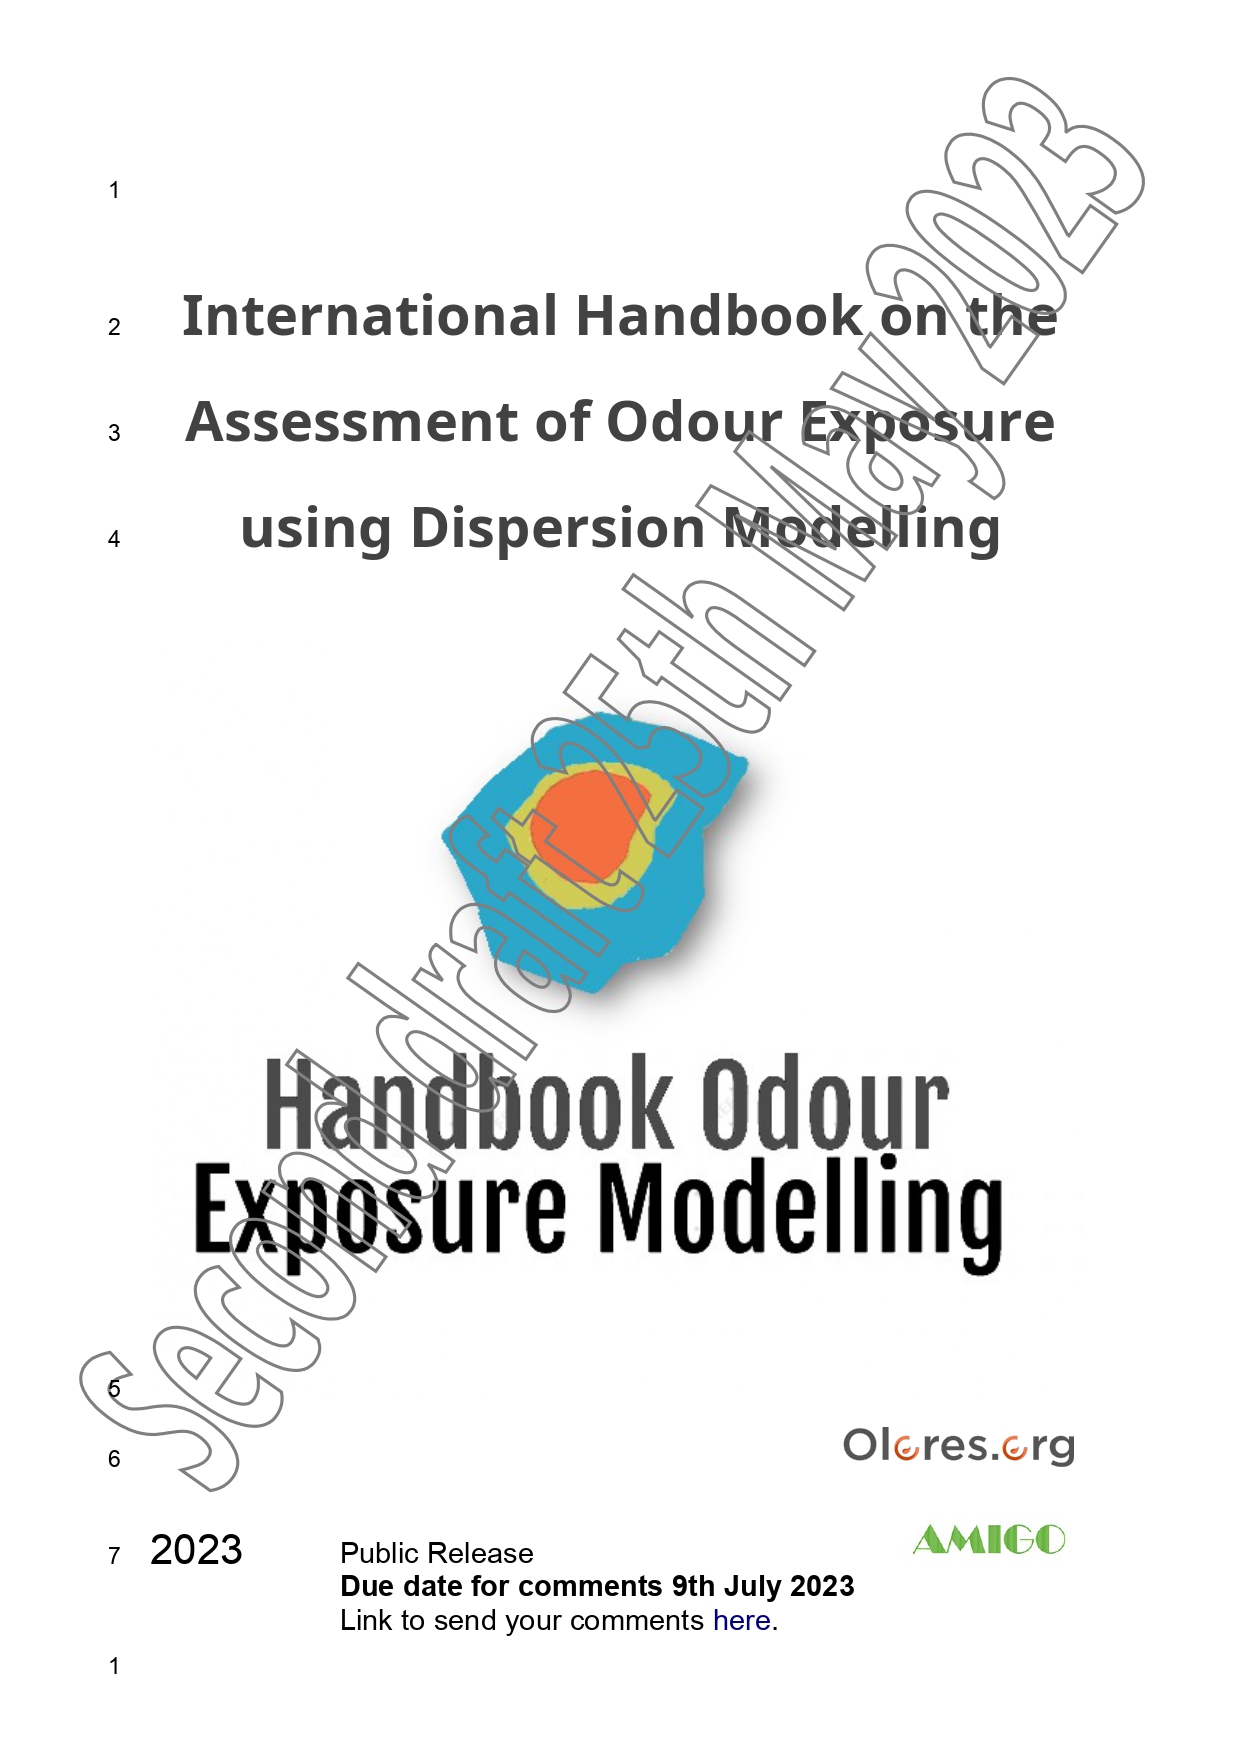 1
2 International Handbook on the
3 Assessment of Odour Exposure
4 using Dispersion Modelling
Second draft 25th May 2023
Handbook Odour
Exposure Modelling
5
6 Olores.org
AMIGO
7 2023 Public Release
Due date for comments 9th July 2023
Link to send your comments here.
1